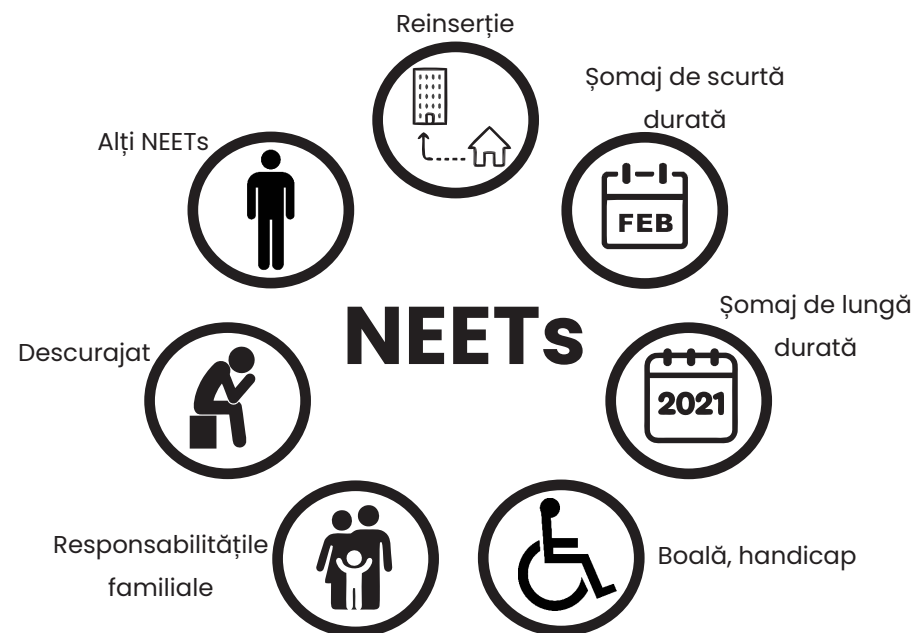 Reinserție
Șomaj de scurtă
durată
FEB
Alți NEETs
NEETs
Șomaj de lungă
durată
2021
Descurajat
Responsabilitățile
familiale
Boală, handicap